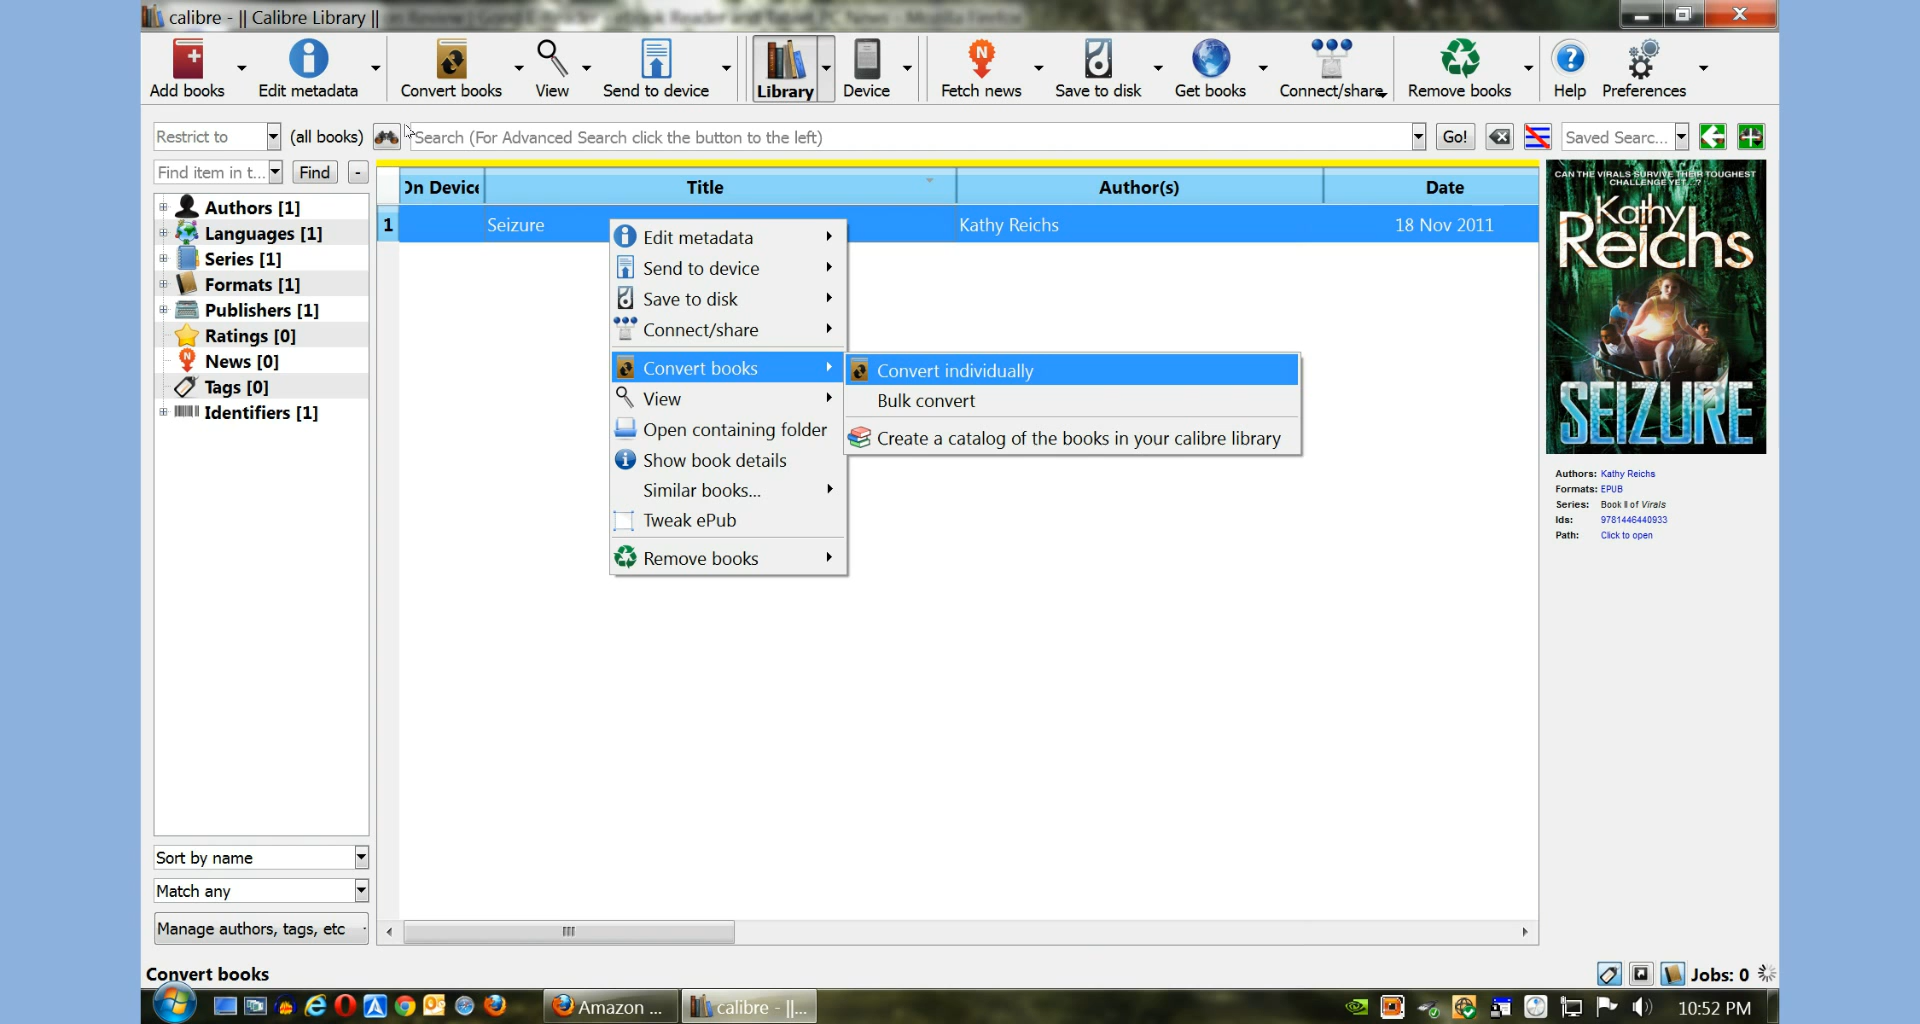 calibre - || Calibre Library ||
Add books
Edit metadata
Convert books
View
Send to device
Library
Device
Fetch news
Save to disk
Get books
Connect/share
Remove books
Help
Preferences
Restrict to
(all books)
Search (For Advanced Search click the button to the left)
Go!
Saved Searc...
Find item in t...
Find
-
On Device
Title
Author(s)
Date
1
Seizure
Kathy Reichs
18 Nov 2011
Authors [1]
Languages [1]
Series [1]
Formats [1]
Publishers [1]
Ratings [0]
News [0]
Tags [0]
Identifiers [1]
Edit metadata
Send to device
Save to disk
Connect/share
Convert books
View
Open containing folder
Show book details
Similar books...
Tweak ePub
Remove books
Convert individually
Bulk convert
Create a catalog of the books in your calibre library
CAN THE VIRALS SURVIVE THEIR TOUGHEST
CHALLENGE YET...?
Kathy
Reichs
SEIZURE
Authors: Kathy Reichs
Formats: EPUB
Series: Book II of Virals
Ids: 9781446440933
Path: Click to open
Sort by name
Match any
Manage authors, tags, etc
Convert books
Jobs: 0
Amazon ...
calibre - ||...
10:52 PM